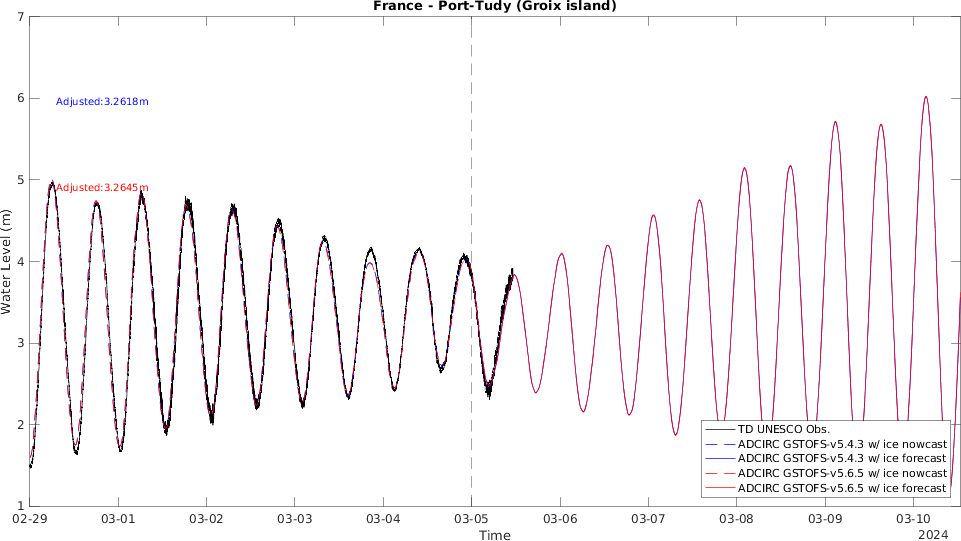 France - Port-Tudy (Groix island)
7
6
5
4
3
2
1
Water Level (m)
Adjusted:3.2618m
Adjusted:3.2645m
TD UNESCO Obs.
ADCIRC GSTOFS-v5.4.3 w/ ice nowcast
ADCIRC GSTOFS-v5.4.3 w/ ice forecast
ADCIRC GSTOFS-v5.6.5 w/ ice nowcast
ADCIRC GSTOFS-v5.6.5 w/ ice forecast
02-29 03-01 03-02 03-03 03-04 03-05 03-06 03-07 03-08 03-09 03-10
Time
2024